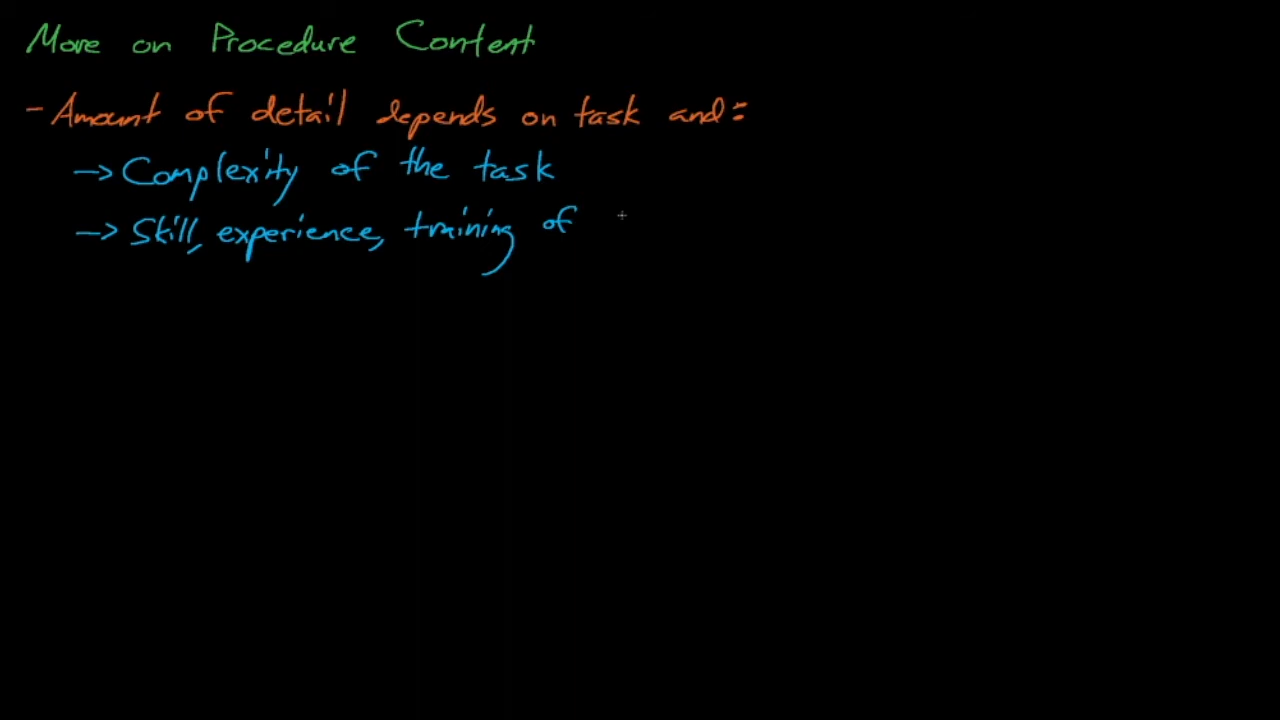 More on Procedure Content
- Amount of detail depends on task and:
→ Complexity of the task
→ Skill, experience, training of